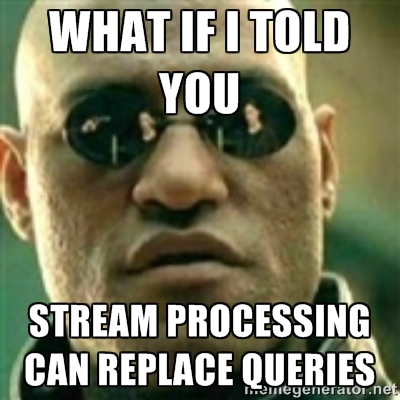 WHAT IF I TOLD
YOU
STREAM PROCESSING
CAN REPLACE QUERIES
memegenerator.net